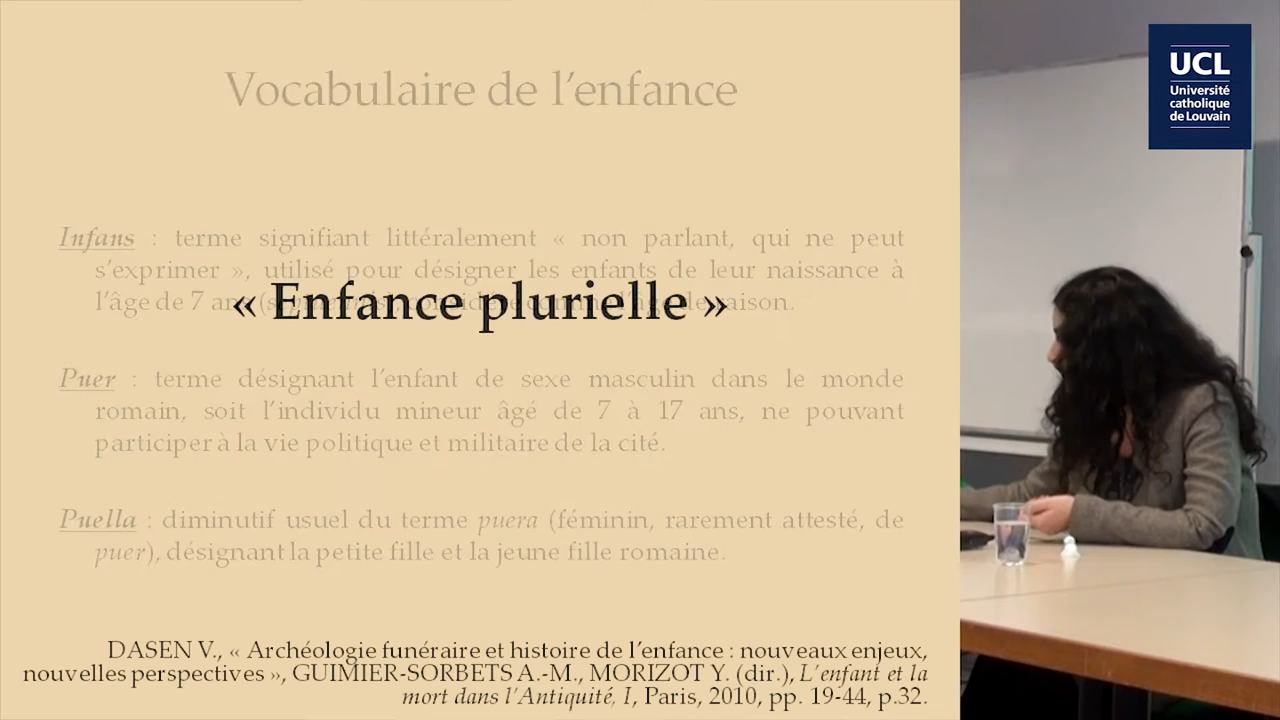 Vocabulaire de l’enfance
Infans : terme signifiant littéralement « non parlant, qui ne peut
s’exprimer », utilisé pour désigner les enfants de leur naissance à
l’âge de 7 ans
raison.
« Enfance plurielle »
Puer : terme désignant l’enfant de sexe masculin dans le monde
romain, soit l’individu mineur âgé de 7 à 17 ans, ne pouvant
participer à la vie politique et militaire de la cité.
Puella : diminutif usuel du terme puera (féminin, rarement attesté, de
puer), désignant la petite fille et la jeune fille romaine.
DASEN V., « Archéologie funéraire et histoire de l’enfance : nouveaux enjeux,
nouvelles perspectives », GUIMIER-SORBETS A.-M., MORIZOT Y. (dir.), L’enfant et la
mort dans l’Antiquité, I, Paris, 2010, pp. 19-44, p.32.
UCL
Université
catholique
de Louvain